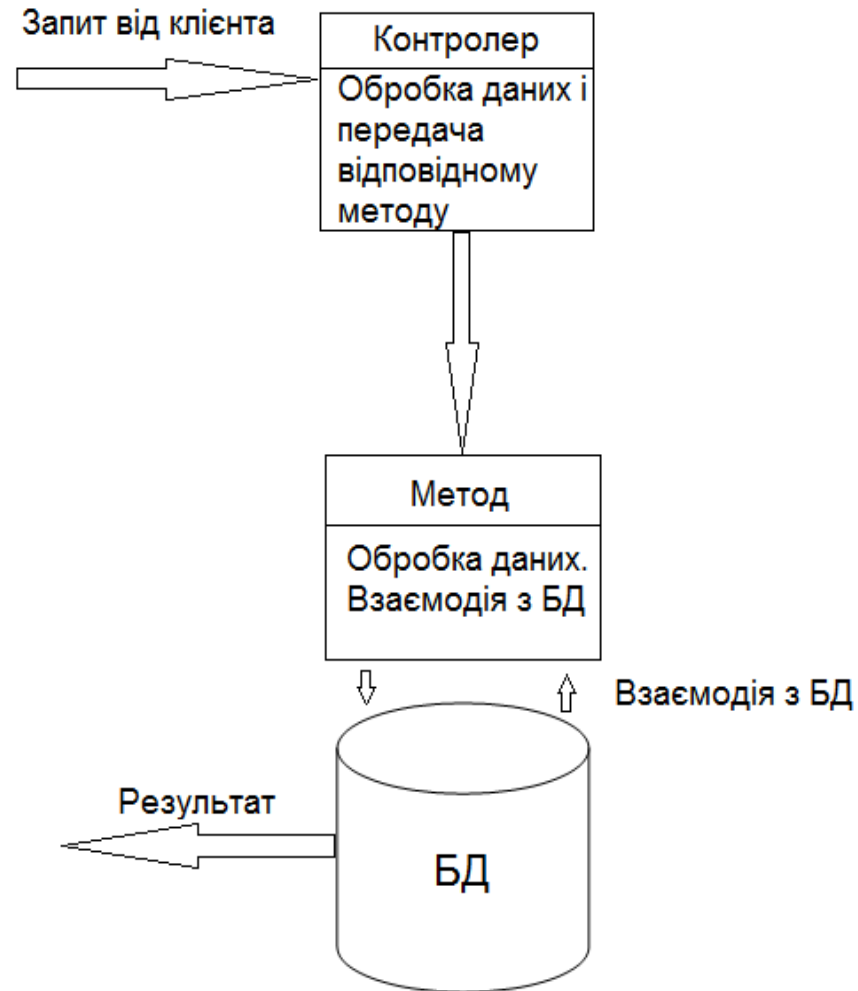 Запит від клієнта
Контролер
Обробка даних і
передача
відповідному
методу
Метод
Обробка даних.
Взаємодія з БД
Взаємодія з БД
Результат
БД